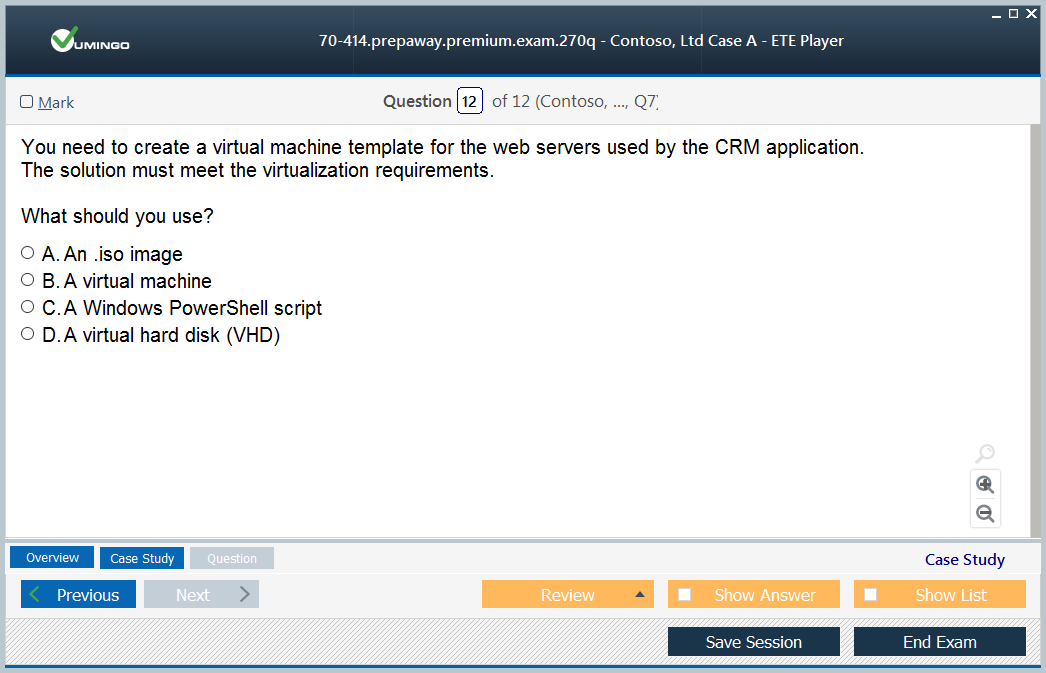 VUMINGO
70-414.prepaway.premium.exam.270q - Contoso, Ltd Case A - ETE Player
Mark
Question 12 of 12 (Contoso, ..., Q7)
You need to create a virtual machine template for the web servers used by the CRM application.
The solution must meet the virtualization requirements.
What should you use?
A. An .iso image
B. A virtual machine
C. A Windows PowerShell script
D. A virtual hard disk (VHD)
Overview Case Study Question Case Study
Previous Next Review Show Answer Show List
Save Session End Exam